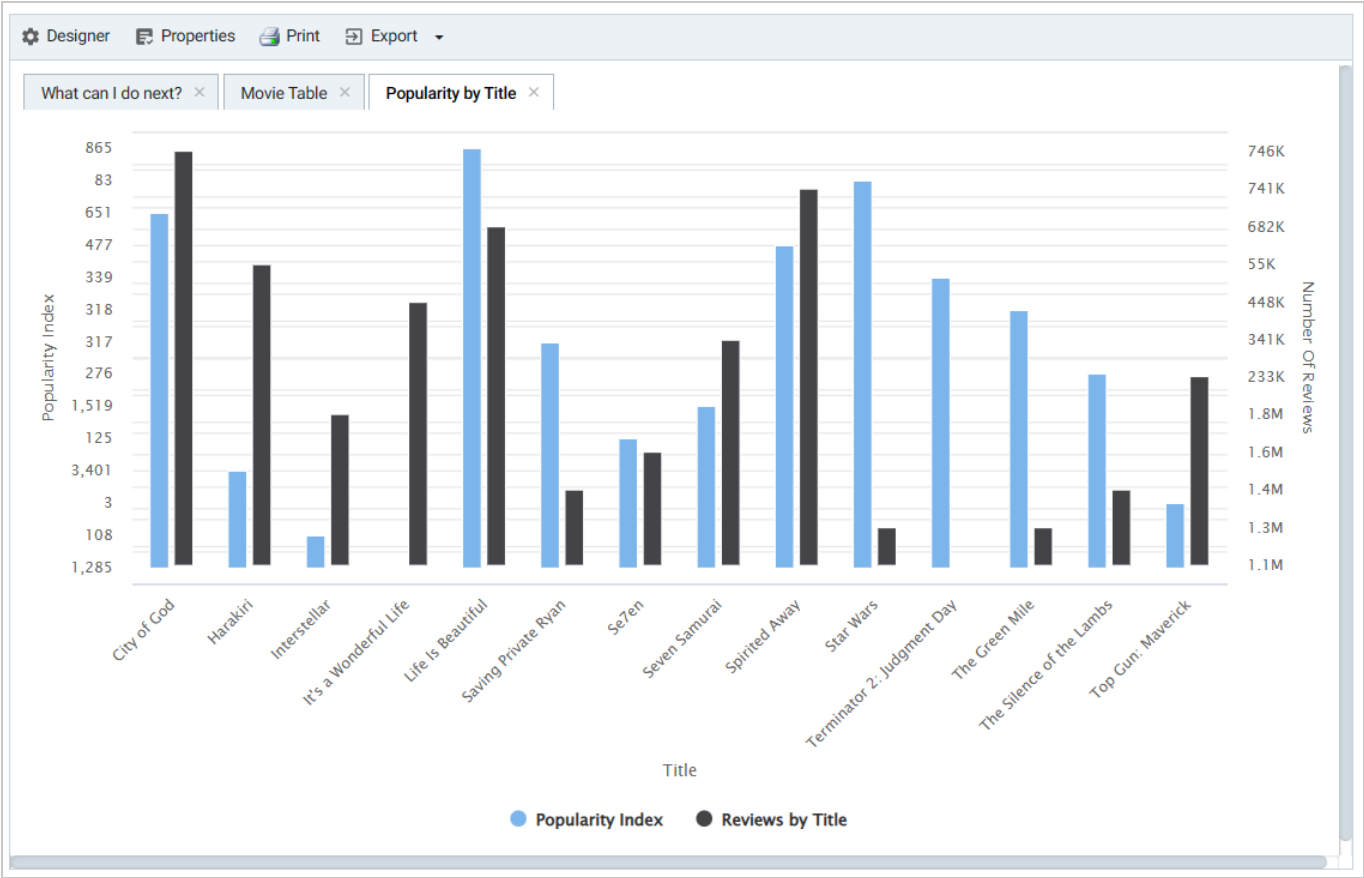 Designer Properties Print Export
What can I do next? × Movie Table × Popularity by Title ×
Popularity Index
865
83
651
477
339
318
317
276
1,519
125
3,401
3
108
1,285
746K
741K
682K
55K
448K
341K
233K
1.8M
1.6M
1.4M
1.3M
1.1M
Number Of Reviews
City of God
Harakiri
Interstellar
It's a Wonderful Life
Life Is Beautiful
Saving Private Ryan
Se7en
Seven Samurai
Spirited Away
Star Wars
Terminator 2: Judgment Day
The Green Mile
The Silence of the Lambs
Top Gun: Maverick
Title
Popularity Index Reviews by Title